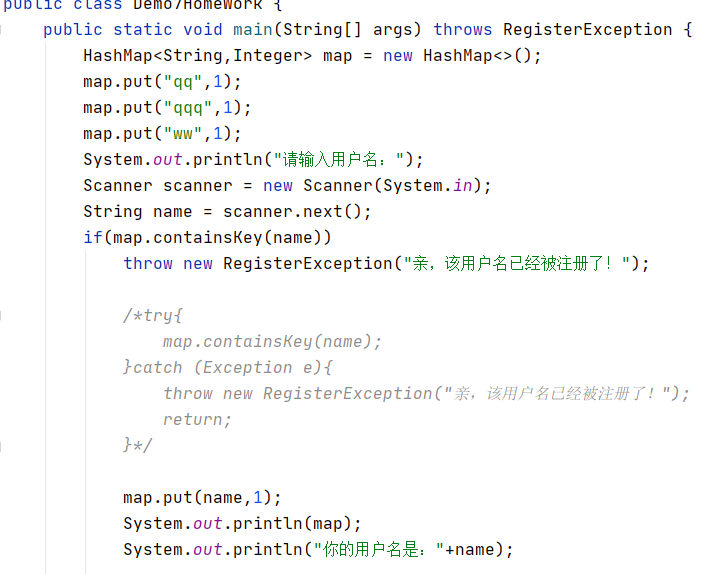 public class Demo7HomeWork {
public static void main(String[] args) throws RegisterException {
HashMap<String,Integer> map = new HashMap<>();
map.put("qq",1);
map.put("qqq",1);
map.put("ww",1);
System.out.println("请输入用户名：");
Scanner scanner = new Scanner(System.in);
String name = scanner.next();
if(map.containsKey(name))
throw new RegisterException("亲，该用户名已经被注册了！");
/*try{
map.containsKey(name);
}catch (Exception e){
throw new RegisterException("亲，该用户名已经被注册了！");
return;
}*/
map.put(name,1);
System.out.println(map);
System.out.println("你的用户名是："+name);